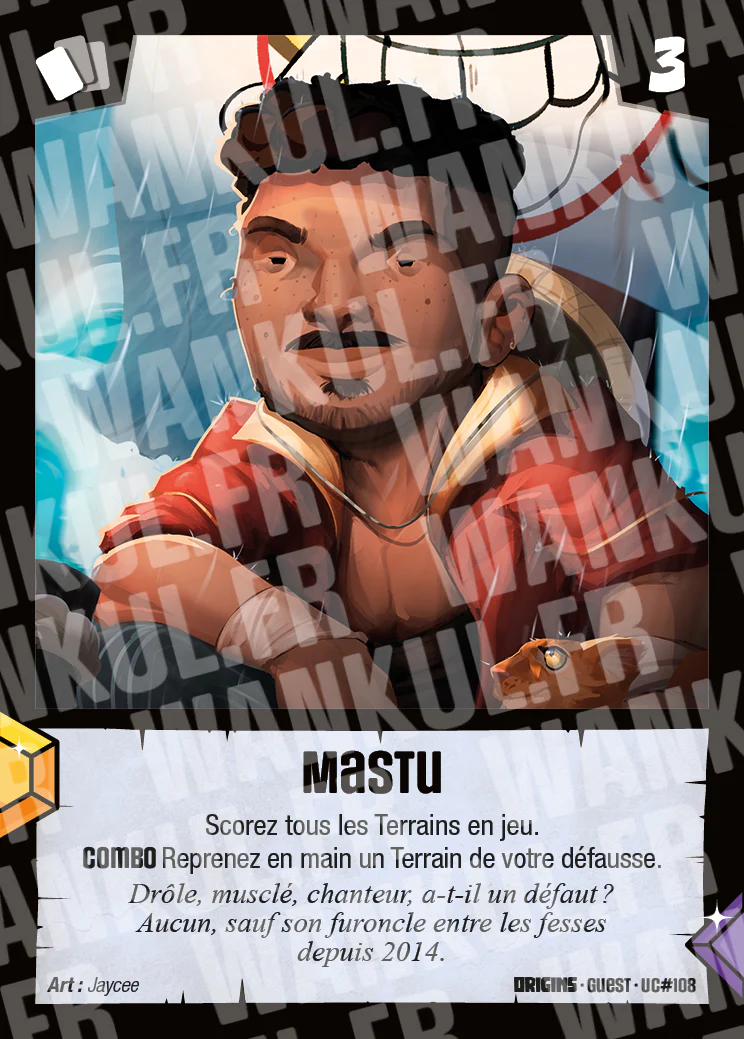 3
WANKUL.FR
Mastu
Scorez tous les Terrains en jeu.
COMBO Reprenez en main un Terrain de votre défausse.
Drôle, musclé, chanteur, a-t-il un défaut ?
Aucun, sauf son furoncle entre les fesses
depuis 2014.
Art : Jaycee
ORIGINS · GUEST · UC#108